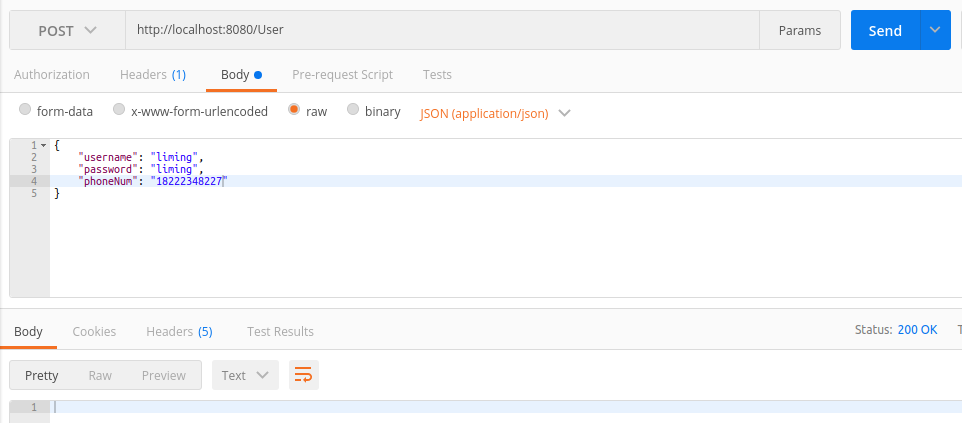 POST http://localhost:8080/User Params Send
Authorization Headers (1) Body Pre-request Script Tests
form-data x-www-form-urlencoded raw binary JSON (application/json)
1 {
2 "username": "liming",
3 "password": "liming",
4 "phoneNum": "18222348227"
5 }
Body Cookies Headers (5) Test Results Status: 200 OK
Pretty Raw Preview Text
1